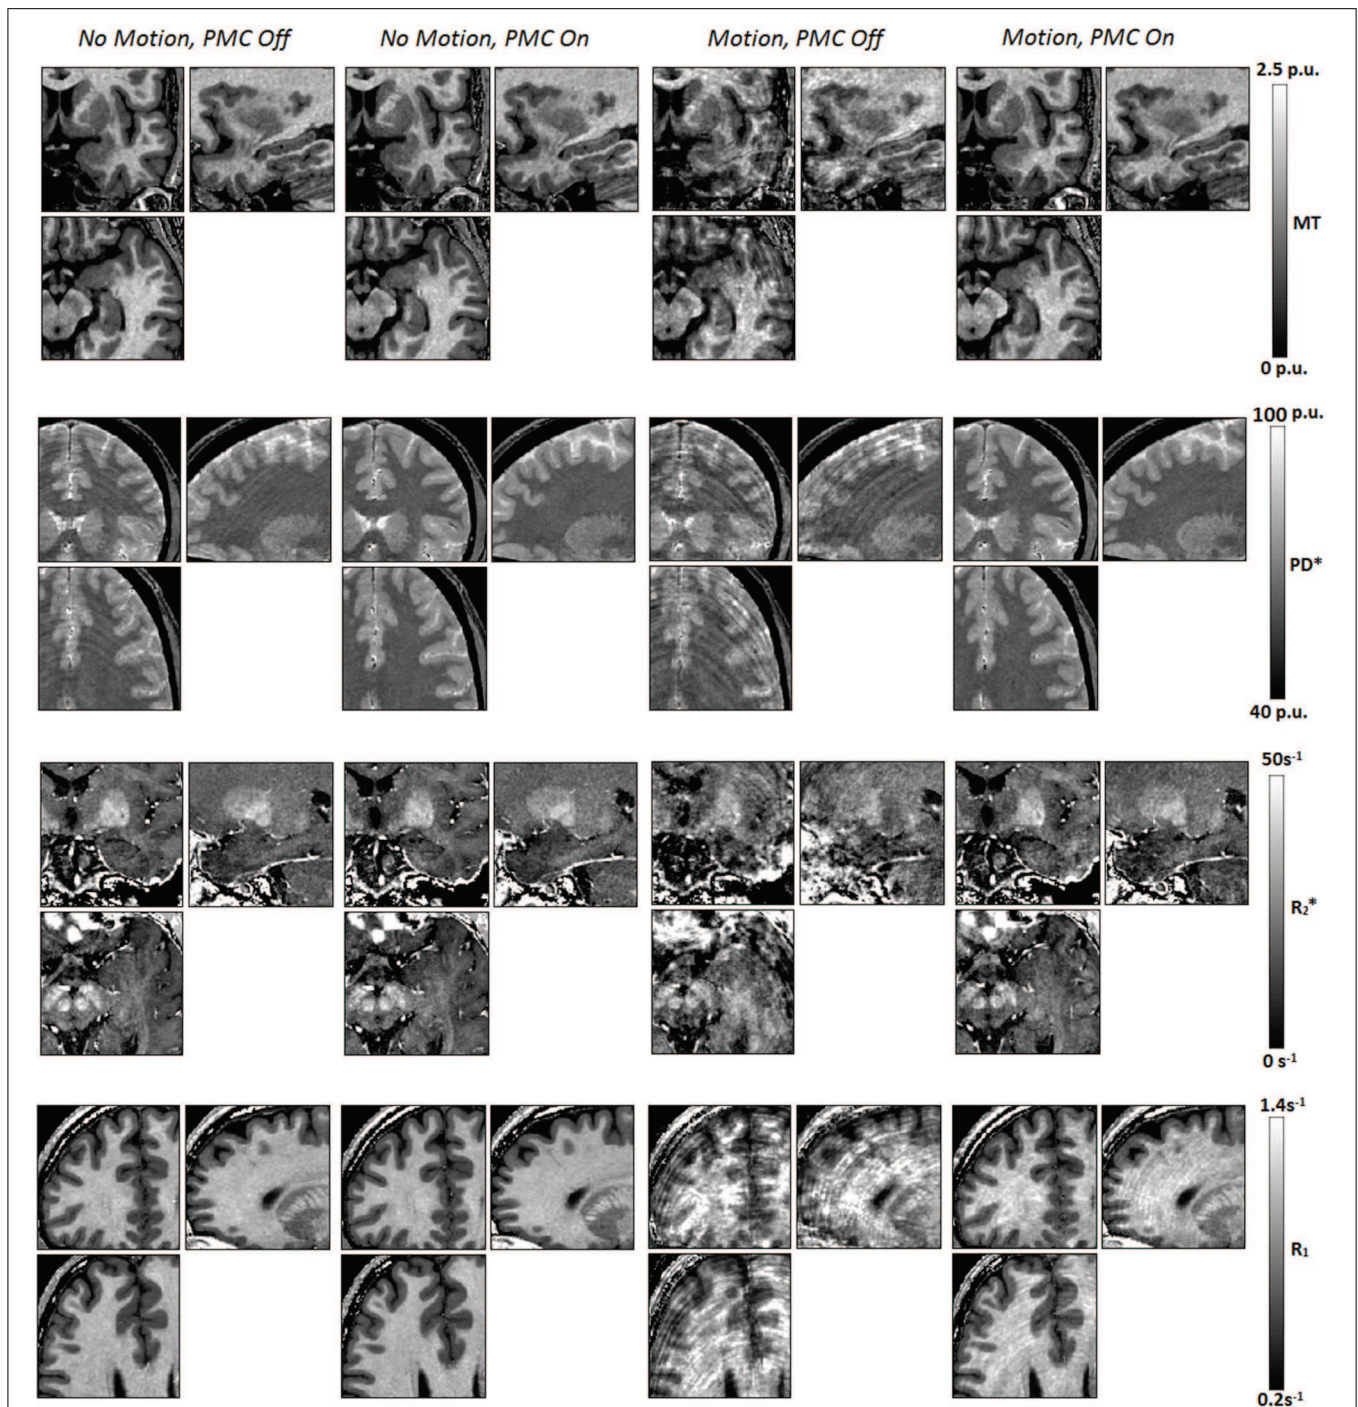 No Motion, PMC Off
No Motion, PMC On
Motion, PMC Off
Motion, PMC On
2.5 p.u.
MT
0 p.u.
100 p.u.
PD*
40 p.u.
50s⁻¹
R₂*
0 s⁻¹
1.4s⁻¹
R₁
0.2s⁻¹